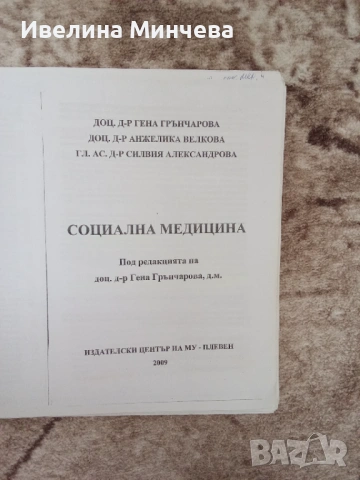 Ивелина Минчева
ДОЦ. Д-Р ГЕНА ГРЪНЧАРОВА
ДОЦ. Д-Р АНЖЕЛИКА ВЕЛКОВА
ГЛ. АС. Д-Р СИЛВИЯ АЛЕКСАНДРОВА
СОЦИАЛНА МЕДИЦИНА
Под редакцията на
доц. д-р Гена Грънчарова, д.м.
ИЗДАТЕЛСКИ ЦЕНТЪР НА МУ - ПЛЕВЕН
2009
BAZAR